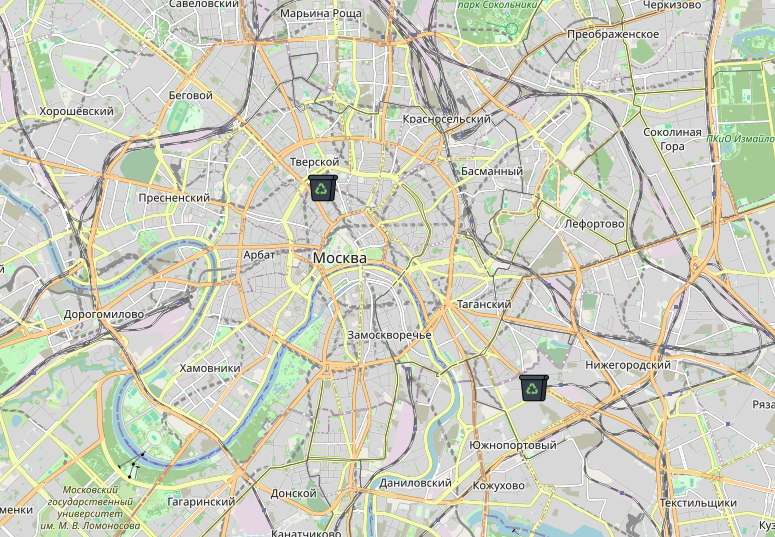 Савеловский
Марьина Роща
парк Сокольники
Черкизово
Преображенское
Беговой
Хорошёвский
Красносельский
Соколиная
Гора
ПКиО Измайло
Тверской
Басманный
Пресненский
Лефортово
Арбат
Москва
й
Таганский
Дорогомилово
Замоскворечье
Хамовники
Нижегородский
Ряза
Южнопортовый
Даниловский
Кожухово
Московский
государственный
университет
им. М. В. Ломоносова
Гагаринский
Донской
Текстильщики
менки
Канатчиково
Куз